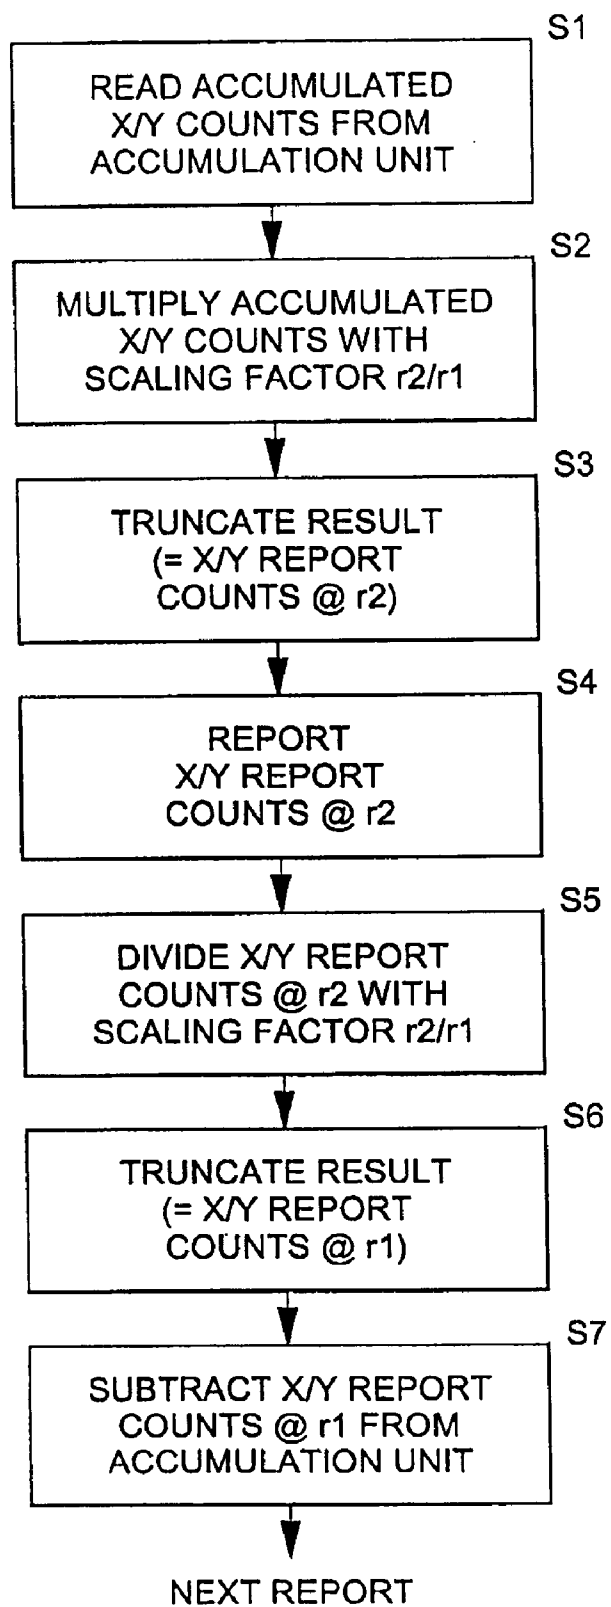 S1
READ ACCUMULATED
X/Y COUNTS FROM
ACCUMULATION UNIT
S2
MULTIPLY ACCUMULATED
X/Y COUNTS WITH
SCALING FACTOR r2/r1
S3
TRUNCATE RESULT
(= X/Y REPORT
COUNTS @ r2)
S4
REPORT
X/Y REPORT
COUNTS @ r2
S5
DIVIDE X/Y REPORT
COUNTS @ r2 WITH
SCALING FACTOR r2/r1
S6
TRUNCATE RESULT
(= X/Y REPORT
COUNTS @ r1)
S7
SUBTRACT X/Y REPORT
COUNTS @ r1 FROM
ACCUMULATION UNIT
NEXT REPORT